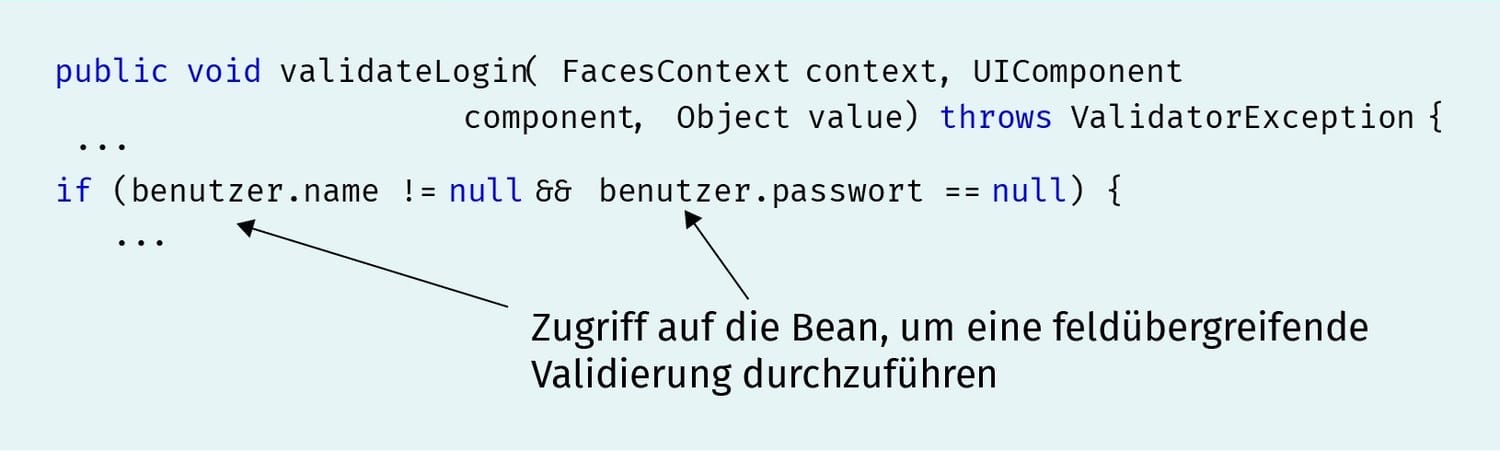 public void validateLogin( FacesContext context, UIComponent
component, Object value) throws ValidatorException {
...
if (benutzer.name != null && benutzer.passwort == null) {
...
Zugriff auf die Bean, um eine feldübergreifende
Validierung durchzuführen